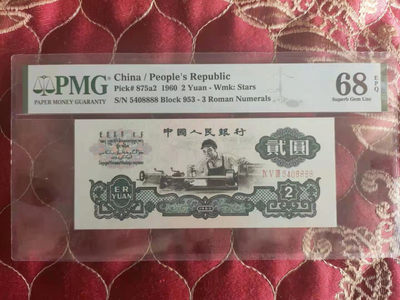 PMG
PAPER MONEY GUARANTY
China / People's Republic
Pick# 875a2 1960 2 Yuan - Wmk: Stars
S/N 5408888 Block 953 - 3 Roman Numerals
68 EPQ
Superb Gem Unc
中国人民银行
贰圆
ER
YUAN
2
5408888